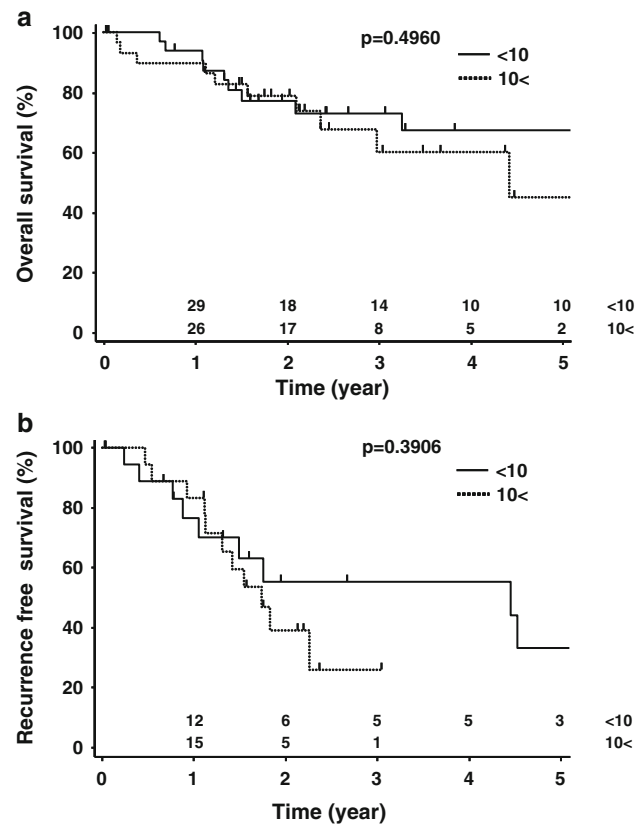 a
p=0.4960
<10
10<
Overall survival (%)
100
80
60
40
20
0
29 18 14 10 10 <10
26 17 8 5 2 10<
0 1 2 3 4 5
Time (year)
b
p=0.3906
<10
10<
Recurrence free survival (%)
100
80
60
40
20
0
12 6 5 5 3 <10
15 5 1 10<
0 1 2 3 4 5
Time (year)